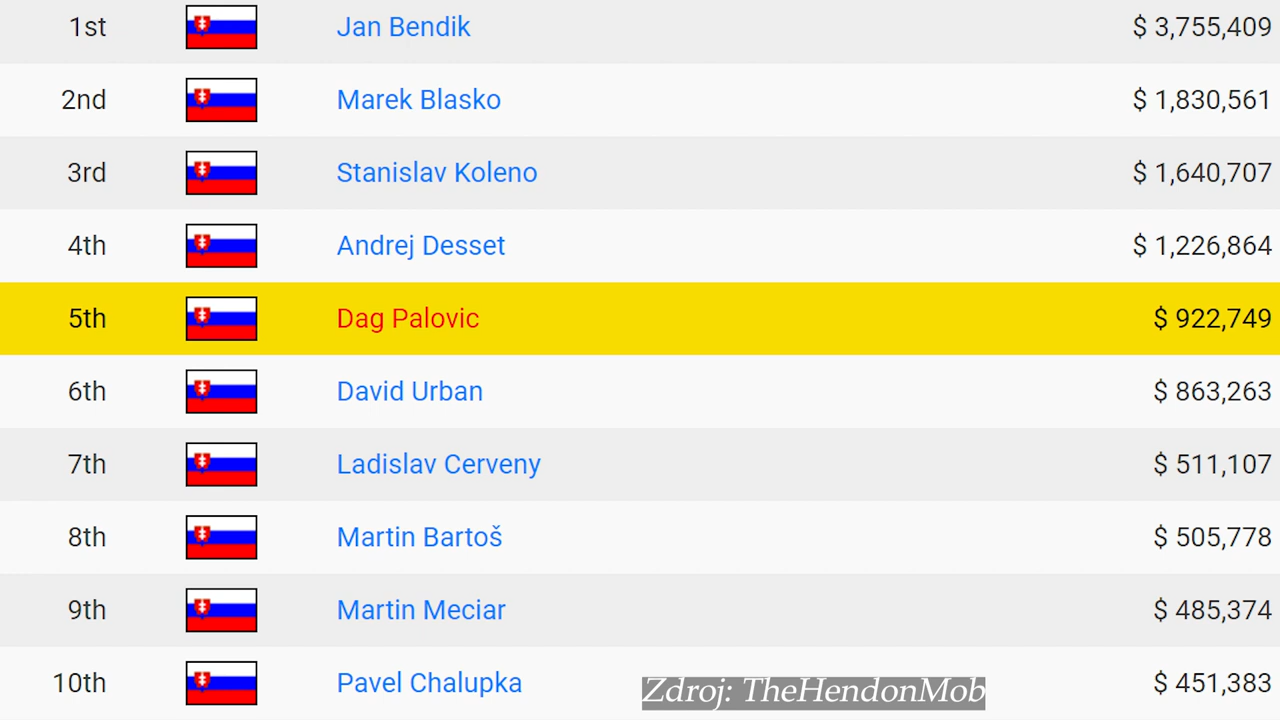 1st Jan Bendik $ 3,755,409
2nd Marek Blasko $ 1,830,561
3rd Stanislav Koleno $ 1,640,707
4th Andrej Desset $ 1,226,864
5th Dag Palovic $ 922,749
6th David Urban $ 863,263
7th Ladislav Cerveny $ 511,107
8th Martin Bartoš $ 505,778
9th Martin Meciar $ 485,374
10th Pavel Chalupka $ 451,383
Zdroj: TheHendonMob